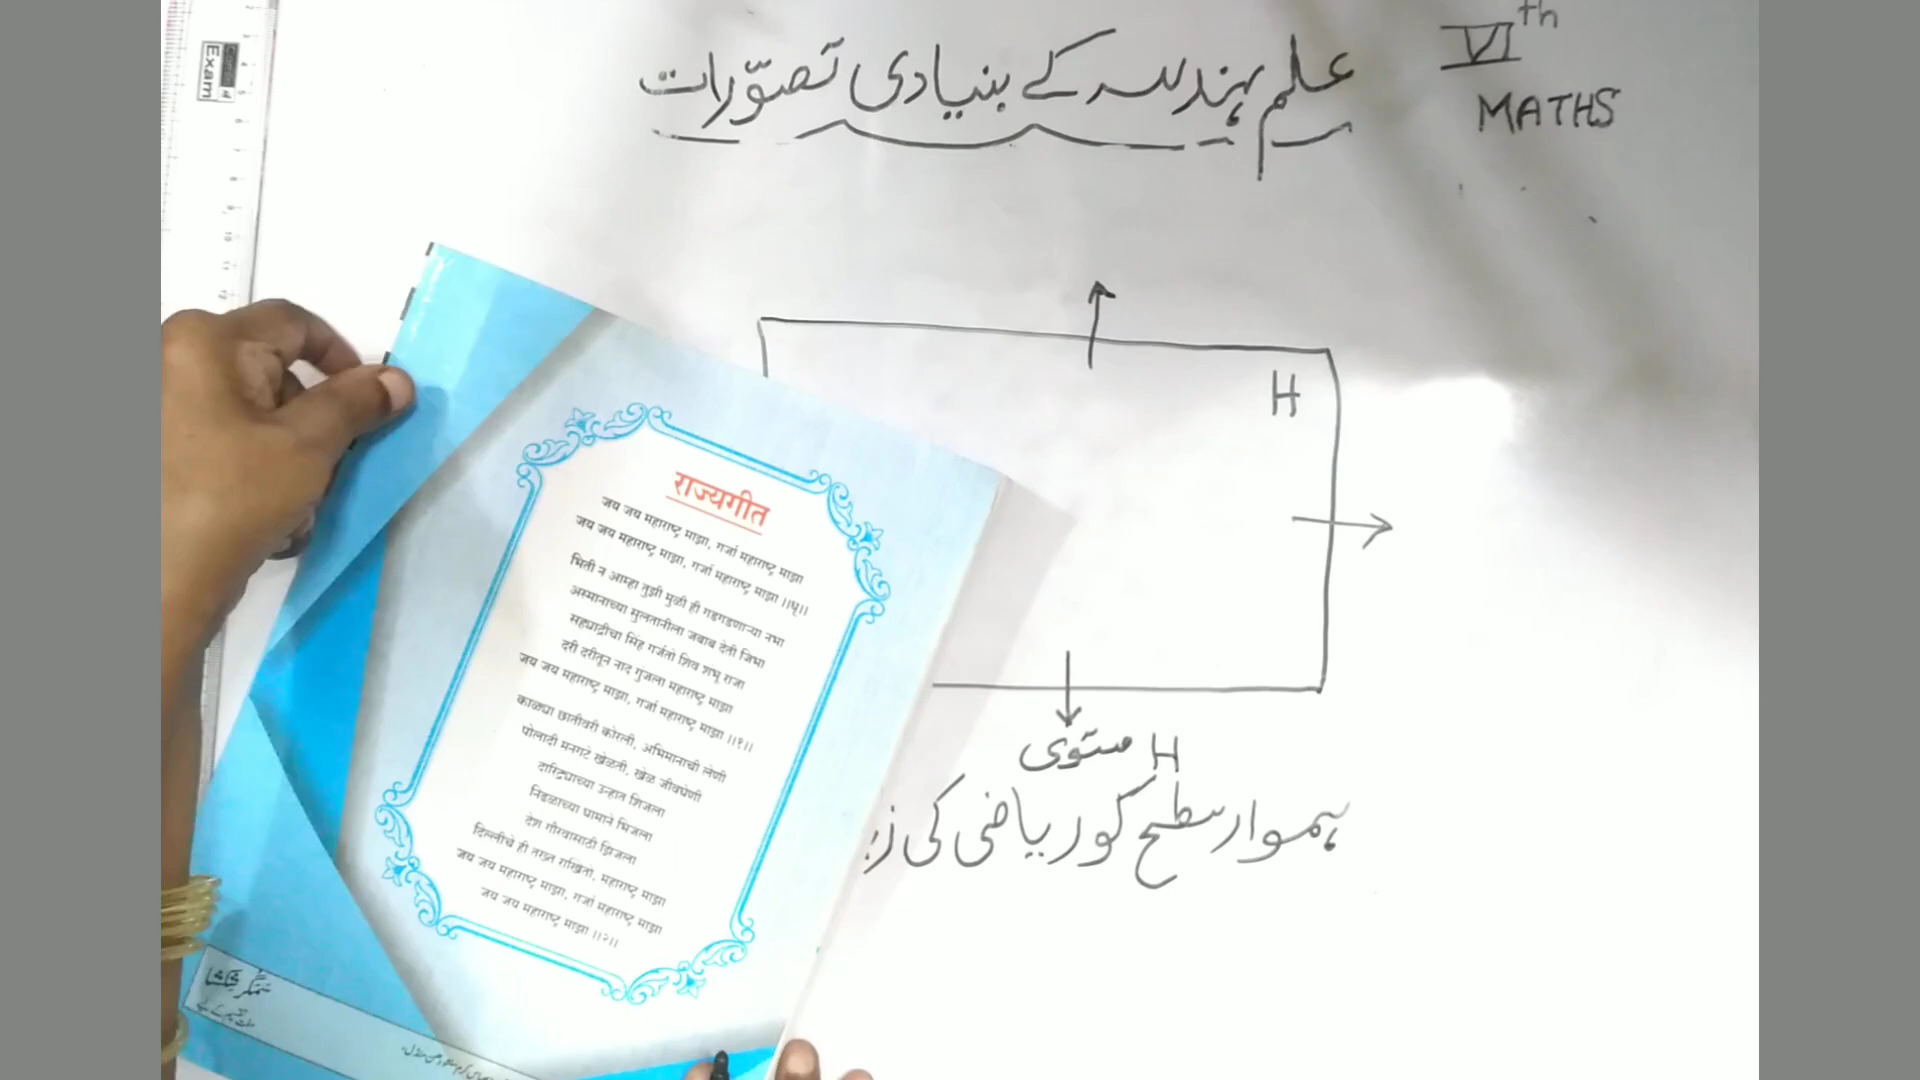 علم ہندسہ کے بنیادی تصوّرات
VIth
MATHS
Exam
H
مستوی H
ہموار سطح کو ریاضی کی
राज्यगीत
जय जय महाराष्ट्र माझा, गर्जा महाराष्ट्र माझा
जय जय महाराष्ट्र माझा, गर्जा महाराष्ट्र माझा ।।धृ।।
भिती न आम्हा तुझी मुळी ही गडगडणाऱ्या नभा
अस्मानाच्या सुलतानीला जबाब देती जिभा
सह्याद्रीचा सिंह गर्जतो शिव शंभू राजा
दरी दरीतून नाद गुंजला महाराष्ट्र माझा
जय जय महाराष्ट्र माझा, गर्जा महाराष्ट्र माझा ।।१।।
काळ्या छातीवरी कोरली, अभिमानाची लेणी
पोलादी मनगटे खेळती, खेळ जीवघेणी
दारिद्र्याच्या उन्हात शिजला
निढळाच्या घामाने भिजला
देश गौरवासाठी झिजला
दिल्लीचे ही तख्त राखितो, महाराष्ट्र माझा
जय जय महाराष्ट्र माझा, गर्जा महाराष्ट्र माझा
जय जय महाराष्ट्र माझा ।।२।।